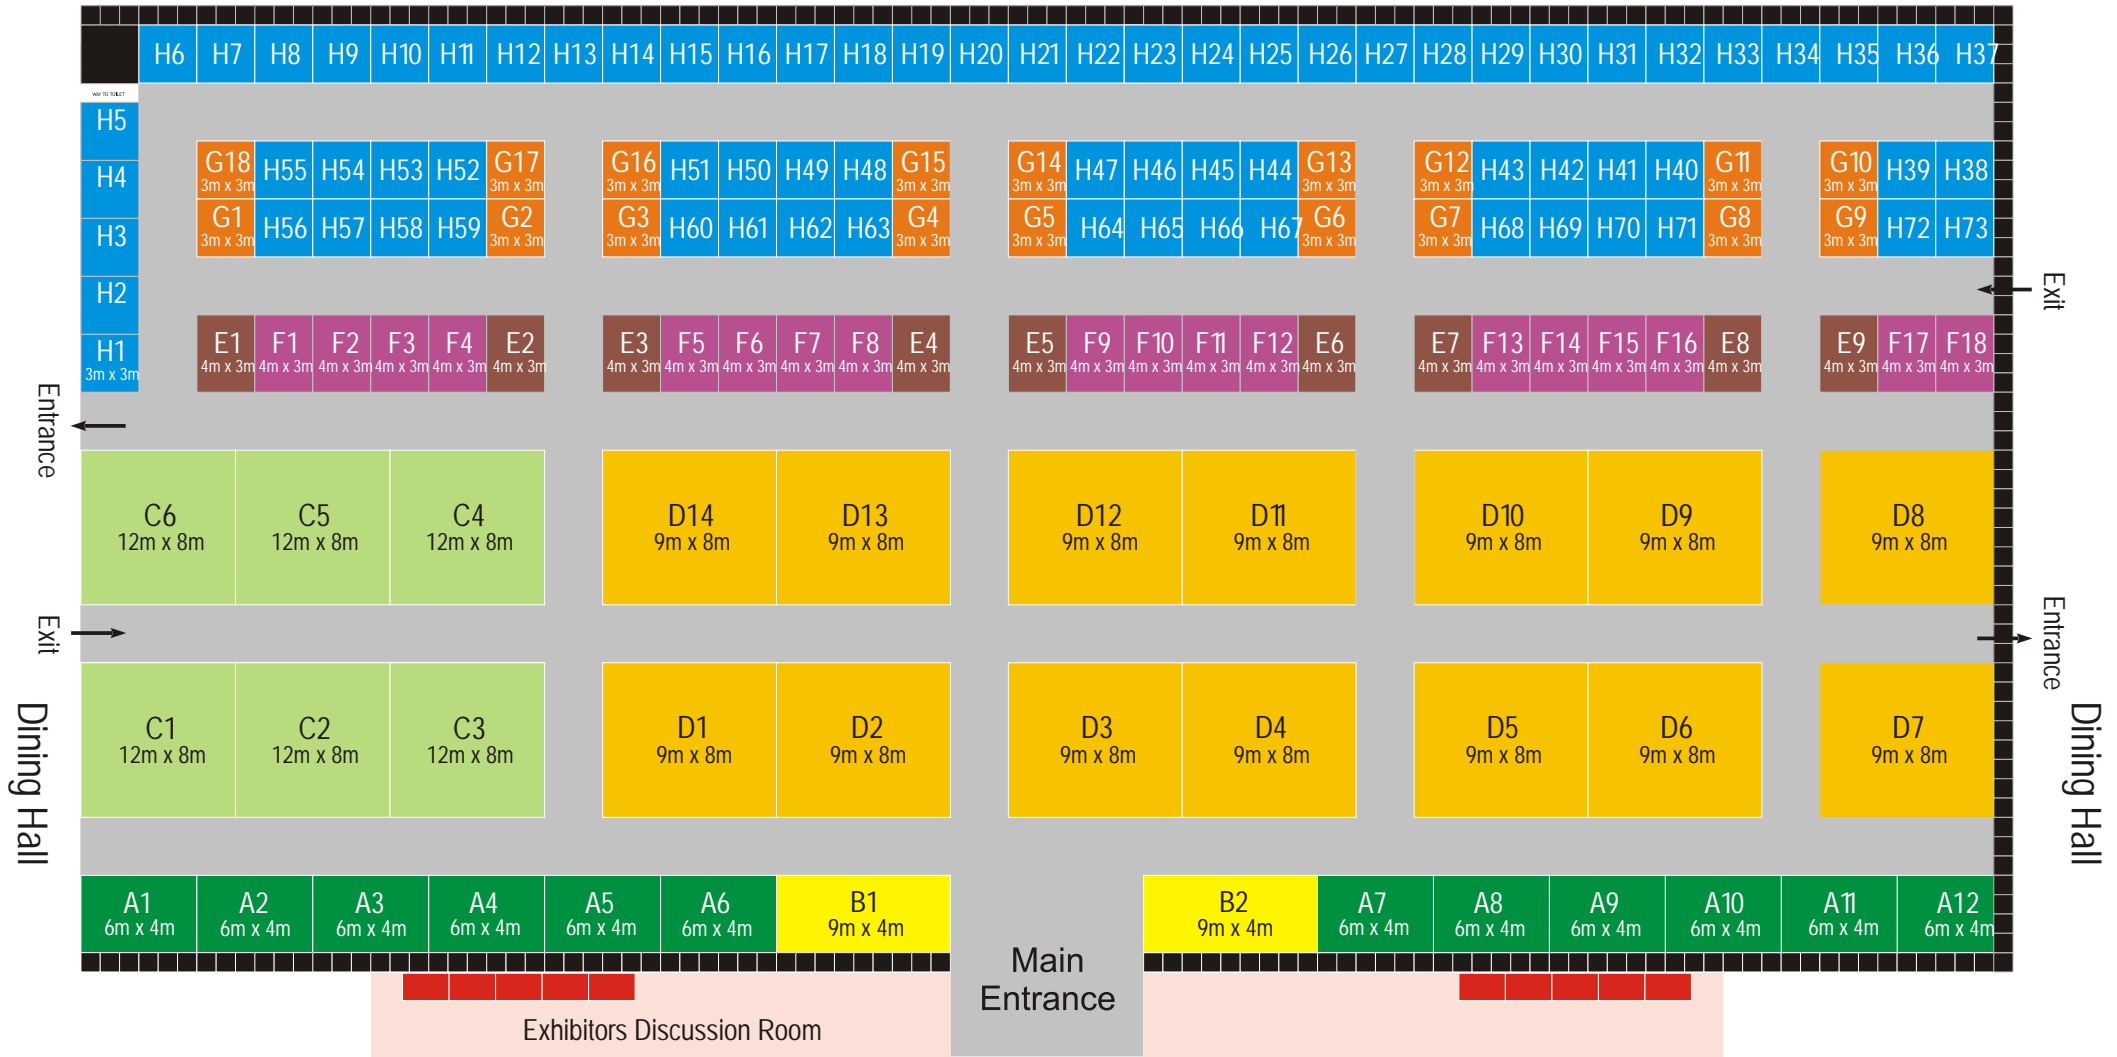 H6 H7 H8 H9 H10 H11 H12 H13 H14 H15 H16 H17 H18 H19 H20 H21 H22 H23 H24 H25 H26 H27 H28 H29 H30 H31 H32 H33 H34 H35 H36 H37
WAY TO TOILET
H5
H4
H3
H2
H1
3m x 3m
G18 H55 H54 H53 H52 G17 G16 H51 H50 H49 H48 G15 G14 H47 H46 H45 H44 G13 G12 H43 H42 H41 H40 G11 G10 H39 H38
3m x 3m 3m x 3m 3m x 3m 3m x 3m 3m x 3m 3m x 3m 3m x 3m 3m x 3m 3m x 3m
G1 H56 H57 H58 H59 G2 G3 H60 H61 H62 H63 G4 G5 H64 H65 H66 H67 G6 G7 H68 H69 H70 H71 G8 G9 H72 H73
3m x 3m 3m x 3m 3m x 3m 3m x 3m 3m x 3m 3m x 3m 3m x 3m 3m x 3m 3m x 3m
Exit
E1 F1 F2 F3 F4 E2 E3 F5 F6 F7 F8 E4 E5 F9 F10 F11 F12 E6 E7 F13 F14 F15 F16 E8 E9 F17 F18
4m x 3m 4m x 3m 4m x 3m 4m x 3m 4m x 3m 4m x 3m 4m x 3m 4m x 3m 4m x 3m 4m x 3m 4m x 3m 4m x 3m 4m x 3m 4m x 3m 4m x 3m 4m x 3m 4m x 3m 4m x 3m 4m x 3m 4m x 3m 4m x 3m 4m x 3m 4m x 3m 4m x 3m 4m x 3m 4m x 3m 4m x 3m
Entrance
C6 C5 C4 D14 D13 D12 D11 D10 D9 D8
12m x 8m 12m x 8m 12m x 8m 9m x 8m 9m x 8m 9m x 8m 9m x 8m 9m x 8m 9m x 8m 9m x 8m
Exit
Entrance
C1 C2 C3 D1 D2 D3 D4 D5 D6 D7
12m x 8m 12m x 8m 12m x 8m 9m x 8m 9m x 8m 9m x 8m 9m x 8m 9m x 8m 9m x 8m 9m x 8m
Dining Hall
Dining Hall
A1 A2 A3 A4 A5 A6 B1 B2 A7 A8 A9 A10 A11 A12
6m x 4m 6m x 4m 6m x 4m 6m x 4m 6m x 4m 6m x 4m 9m x 4m 9m x 4m 6m x 4m 6m x 4m 6m x 4m 6m x 4m 6m x 4m 6m x 4m
Main
Entrance
Exhibitors Discussion Room